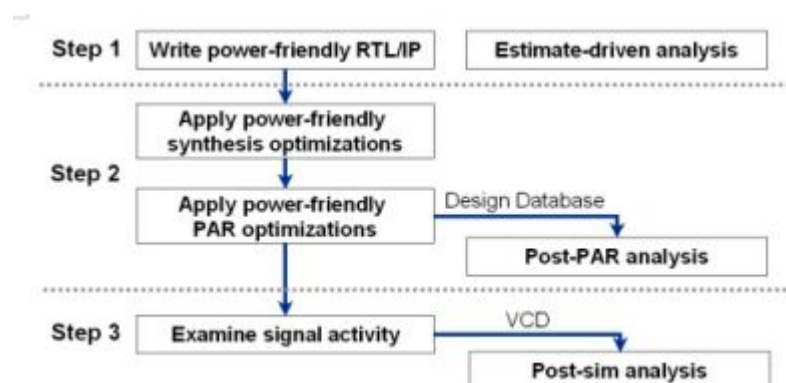 Step 1
Write power-friendly RTL/IP
Estimate-driven analysis
Apply power-friendly
synthesis optimizations
Step 2
Apply power-friendly
PAR optimizations
Design Database
Post-PAR analysis
Step 3
Examine signal activity
VCD
Post-sim analysis